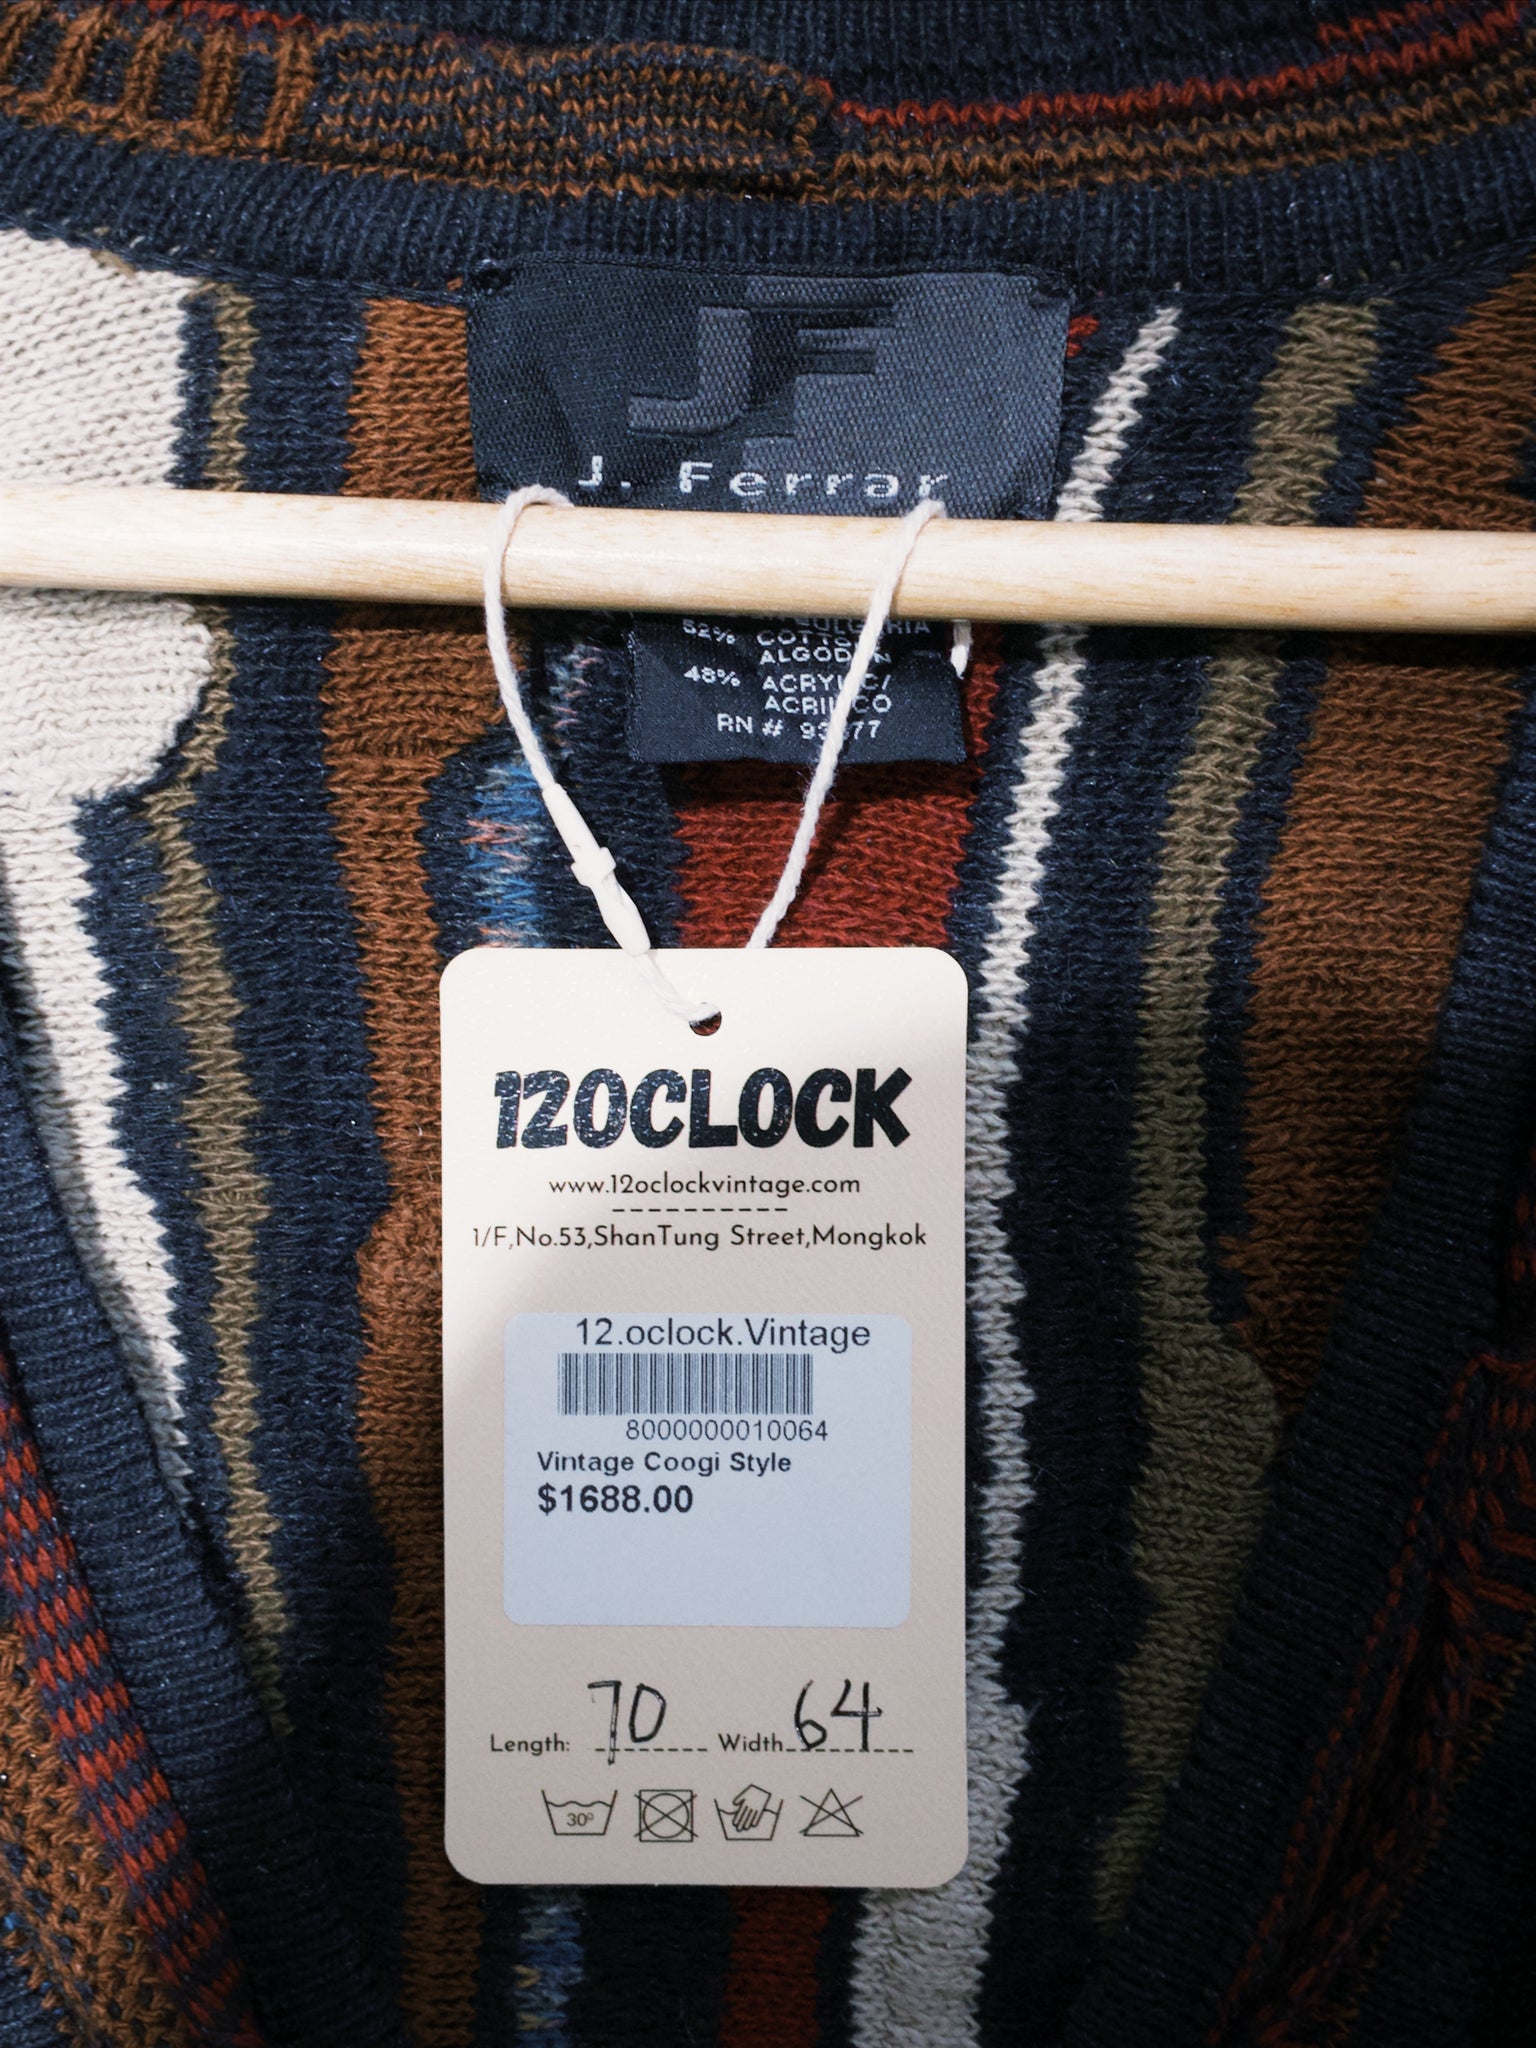 JF
J. Ferrar
52% COTTON
ALGODON
48% ACRYLIC/
ACRILICO
RN #
12OCLOCK
www.12oclockvintage.com
----------
1/F,No.53,ShanTung Street,Mongkok
12.oclock.Vintage
8000000010064
Vintage Coogi Style
$1688.00
Length: 70 Width 64
30º